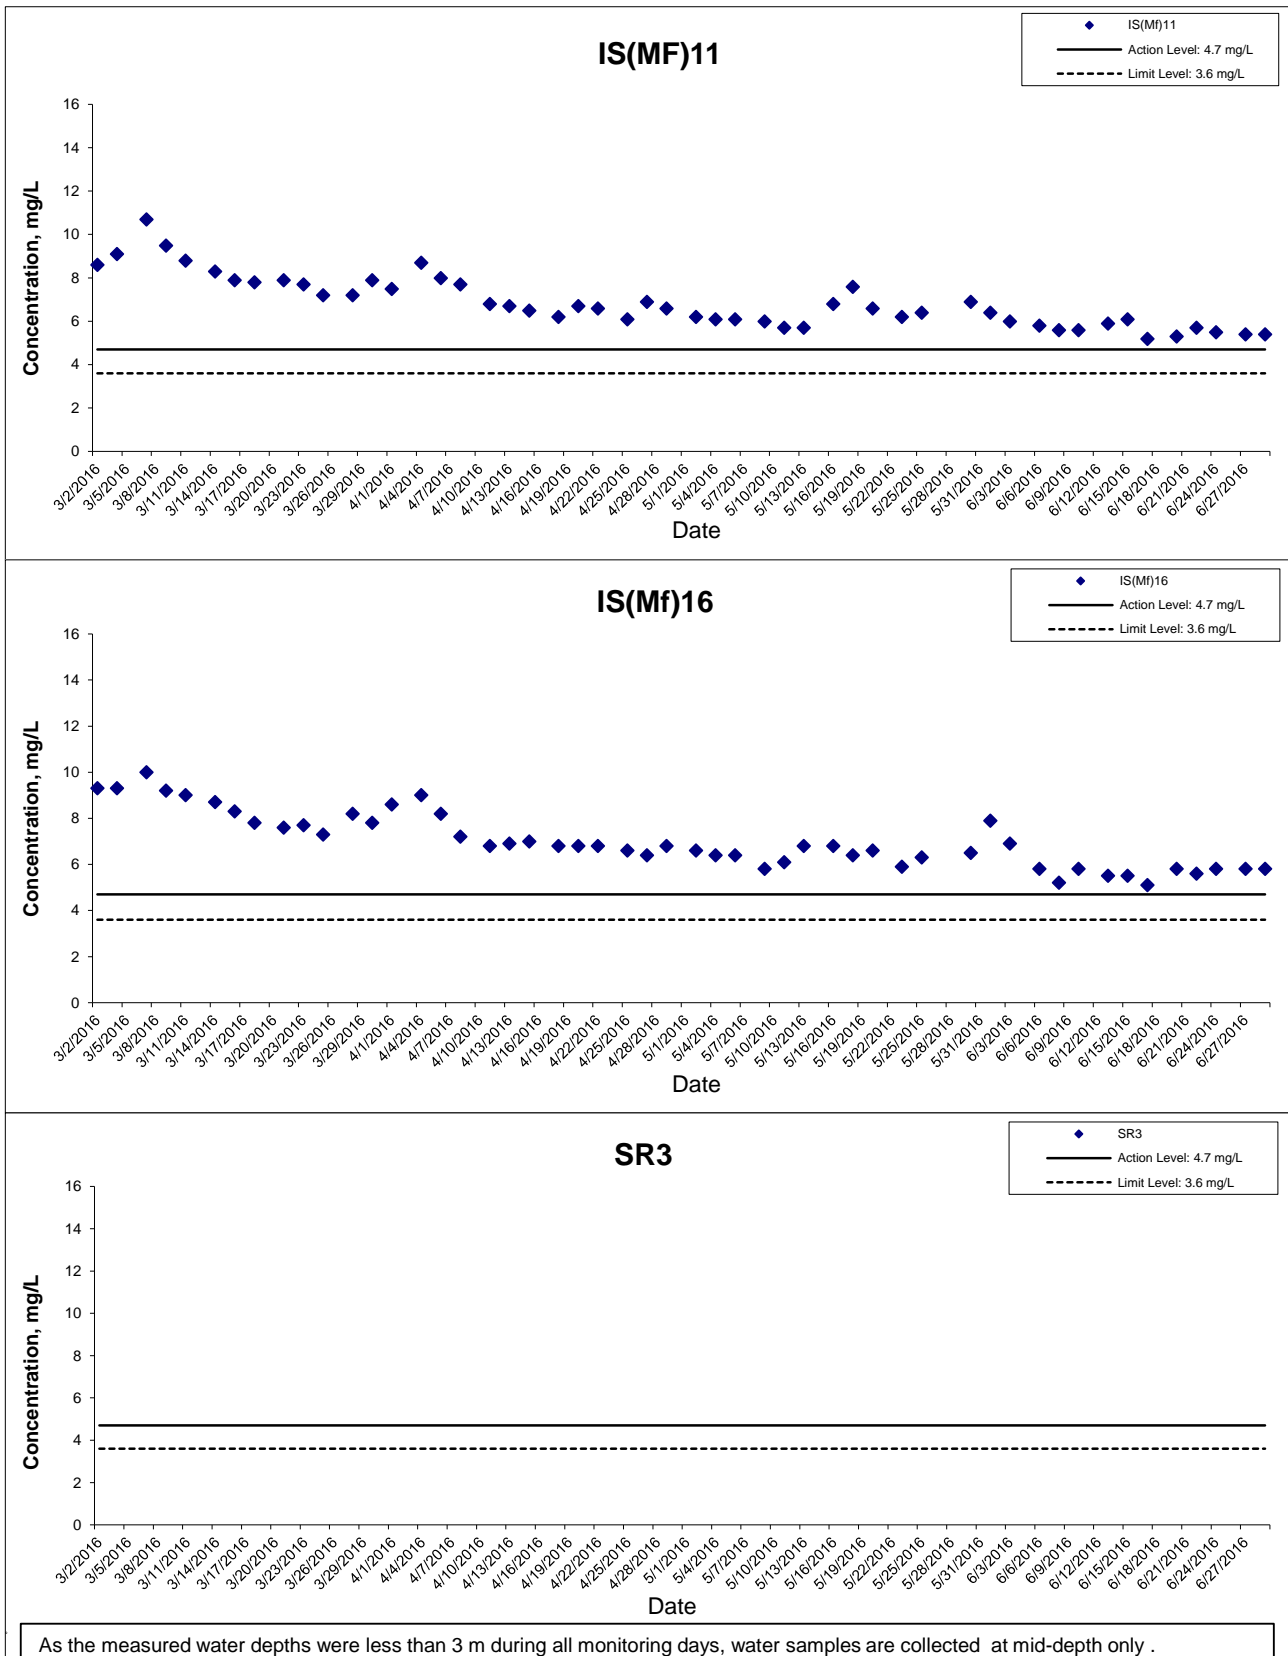 IS(MF)11
IS(Mf)11
Action Level: 4.7 mg/L
Limit Level: 3.6 mg/L
Concentration, mg/L
16
14
12
10
8
6
4
2
0
3/2/2016 3/5/2016 3/8/2016 3/11/2016 3/14/2016 3/17/2016 3/20/2016 3/23/2016 3/26/2016 3/29/2016 4/1/2016 4/4/2016 4/7/2016 4/10/2016 4/13/2016 4/16/2016 4/19/2016 4/22/2016 4/25/2016 4/28/2016 5/1/2016 5/4/2016 5/7/2016 5/10/2016 5/13/2016 5/16/2016 5/19/2016 5/22/2016 5/25/2016 5/28/2016 5/31/2016 6/3/2016 6/6/2016 6/9/2016 6/12/2016 6/15/2016 6/18/2016 6/21/2016 6/24/2016 6/27/2016
Date
IS(Mf)16
IS(Mf)16
Action Level: 4.7 mg/L
Limit Level: 3.6 mg/L
Concentration, mg/L
16
14
12
10
8
6
4
2
0
3/2/2016 3/5/2016 3/8/2016 3/11/2016 3/14/2016 3/17/2016 3/20/2016 3/23/2016 3/26/2016 3/29/2016 4/1/2016 4/4/2016 4/7/2016 4/10/2016 4/13/2016 4/16/2016 4/19/2016 4/22/2016 4/25/2016 4/28/2016 5/1/2016 5/4/2016 5/7/2016 5/10/2016 5/13/2016 5/16/2016 5/19/2016 5/22/2016 5/25/2016 5/28/2016 5/31/2016 6/3/2016 6/6/2016 6/9/2016 6/12/2016 6/15/2016 6/18/2016 6/21/2016 6/24/2016 6/27/2016
Date
SR3
SR3
Action Level: 4.7 mg/L
Limit Level: 3.6 mg/L
Concentration, mg/L
16
14
12
10
8
6
4
2
0
3/2/2016 3/5/2016 3/8/2016 3/11/2016 3/14/2016 3/17/2016 3/20/2016 3/23/2016 3/26/2016 3/29/2016 4/1/2016 4/4/2016 4/7/2016 4/10/2016 4/13/2016 4/16/2016 4/19/2016 4/22/2016 4/25/2016 4/28/2016 5/1/2016 5/4/2016 5/7/2016 5/10/2016 5/13/2016 5/16/2016 5/19/2016 5/22/2016 5/25/2016 5/28/2016 5/31/2016 6/3/2016 6/6/2016 6/9/2016 6/12/2016 6/15/2016 6/18/2016 6/21/2016 6/24/2016 6/27/2016
Date
As the measured water depths were less than 3 m during all monitoring days, water samples are collected at mid-depth only .